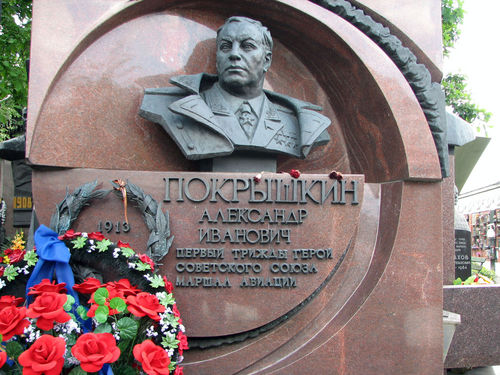 ПОКРЫШКИН
АЛЕКСАНДР
ИВАНОВИЧ
1913
ПЕРВЫЙ ТРИЖДЫ ГЕРОЙ
СОВЕТСКОГО СОЮЗА
МАРШАЛ АВИАЦИИ